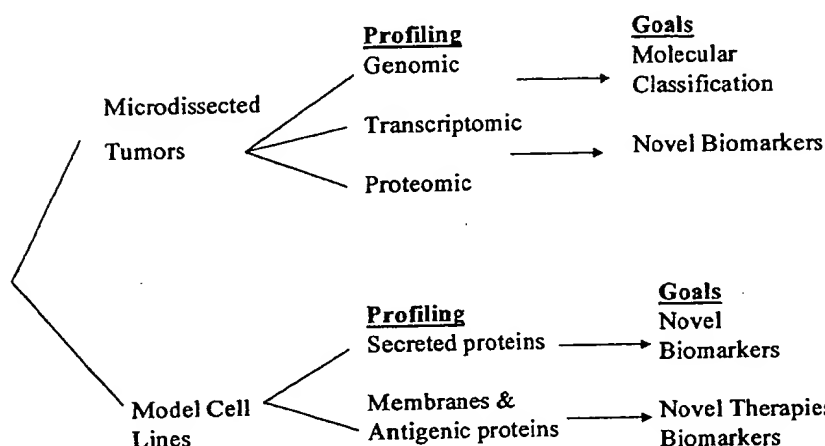 Profiling
Genomic
Goals
Molecular
Classification
Microdissected
Tumors
Transcriptomic
Novel Biomarkers
Proteomic
Profiling
Secreted proteins
Goals
Novel
Biomarkers
Model Cell
Lines
Membranes &
Antigenic proteins
Novel Therapies
Biomarkers